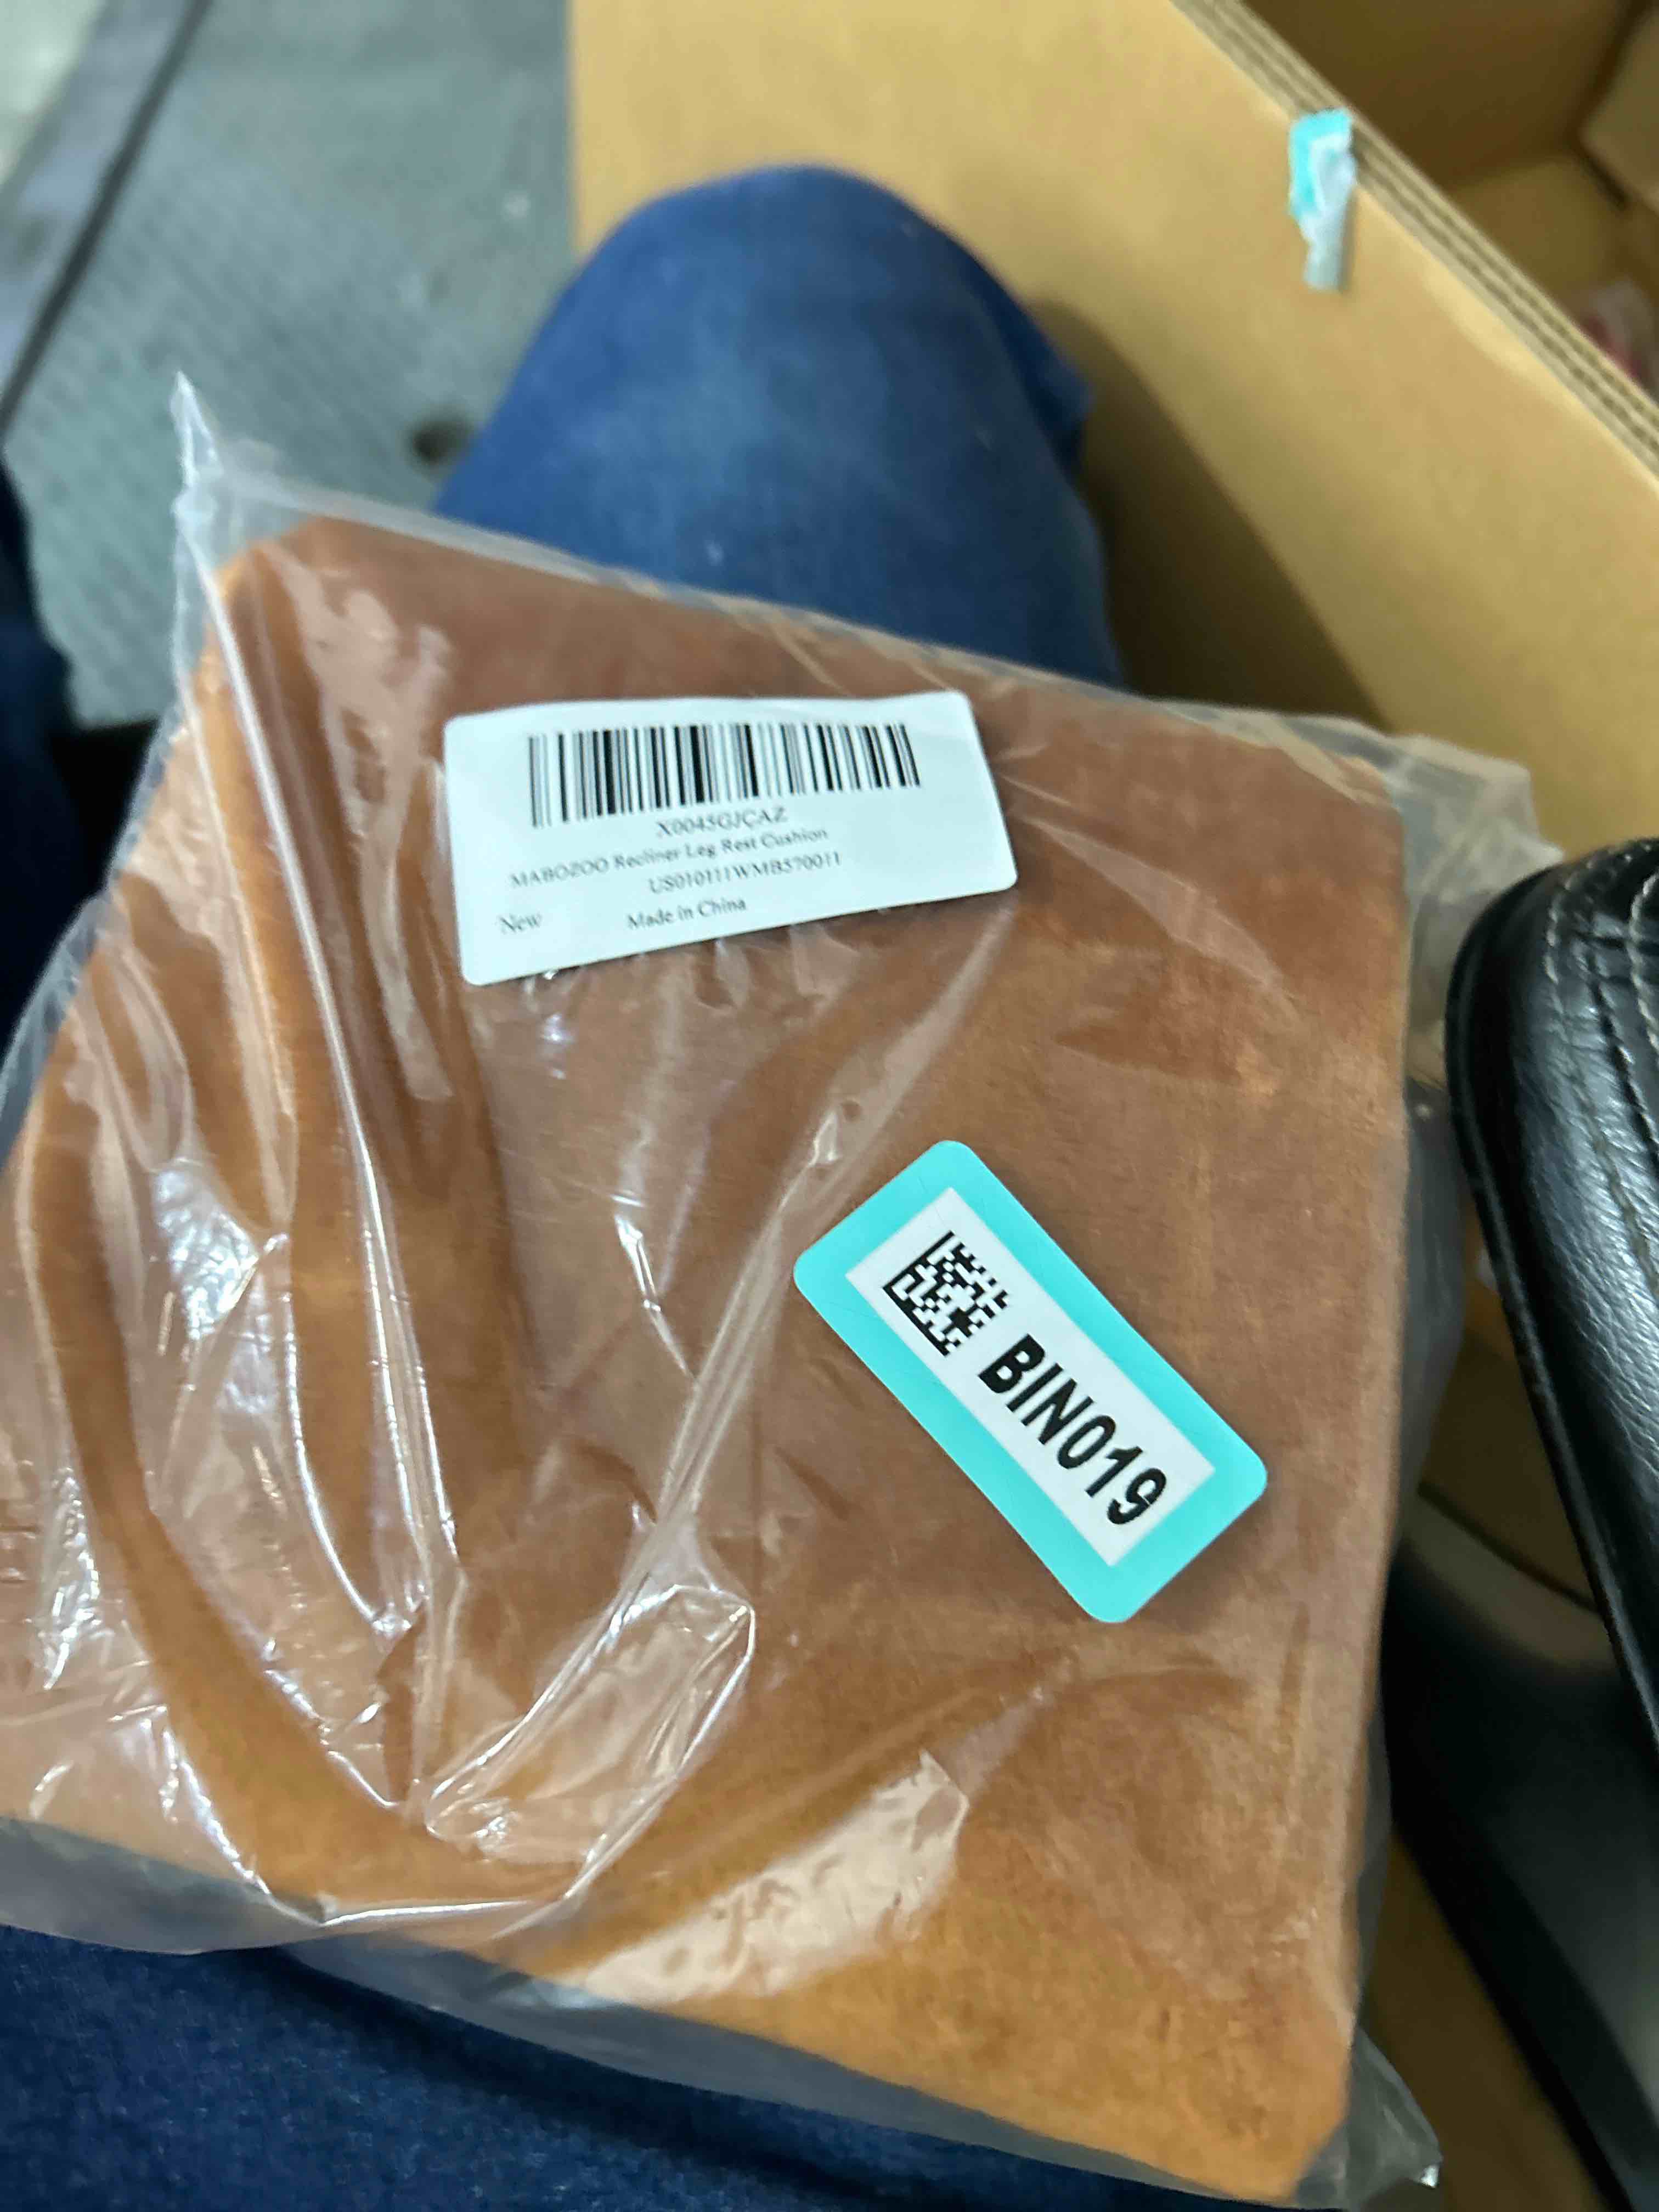 X0045GJCAZ
MABOZOO Recliner Leg Rest Cushion
US010111WMB570011
New Made in China
BIN019